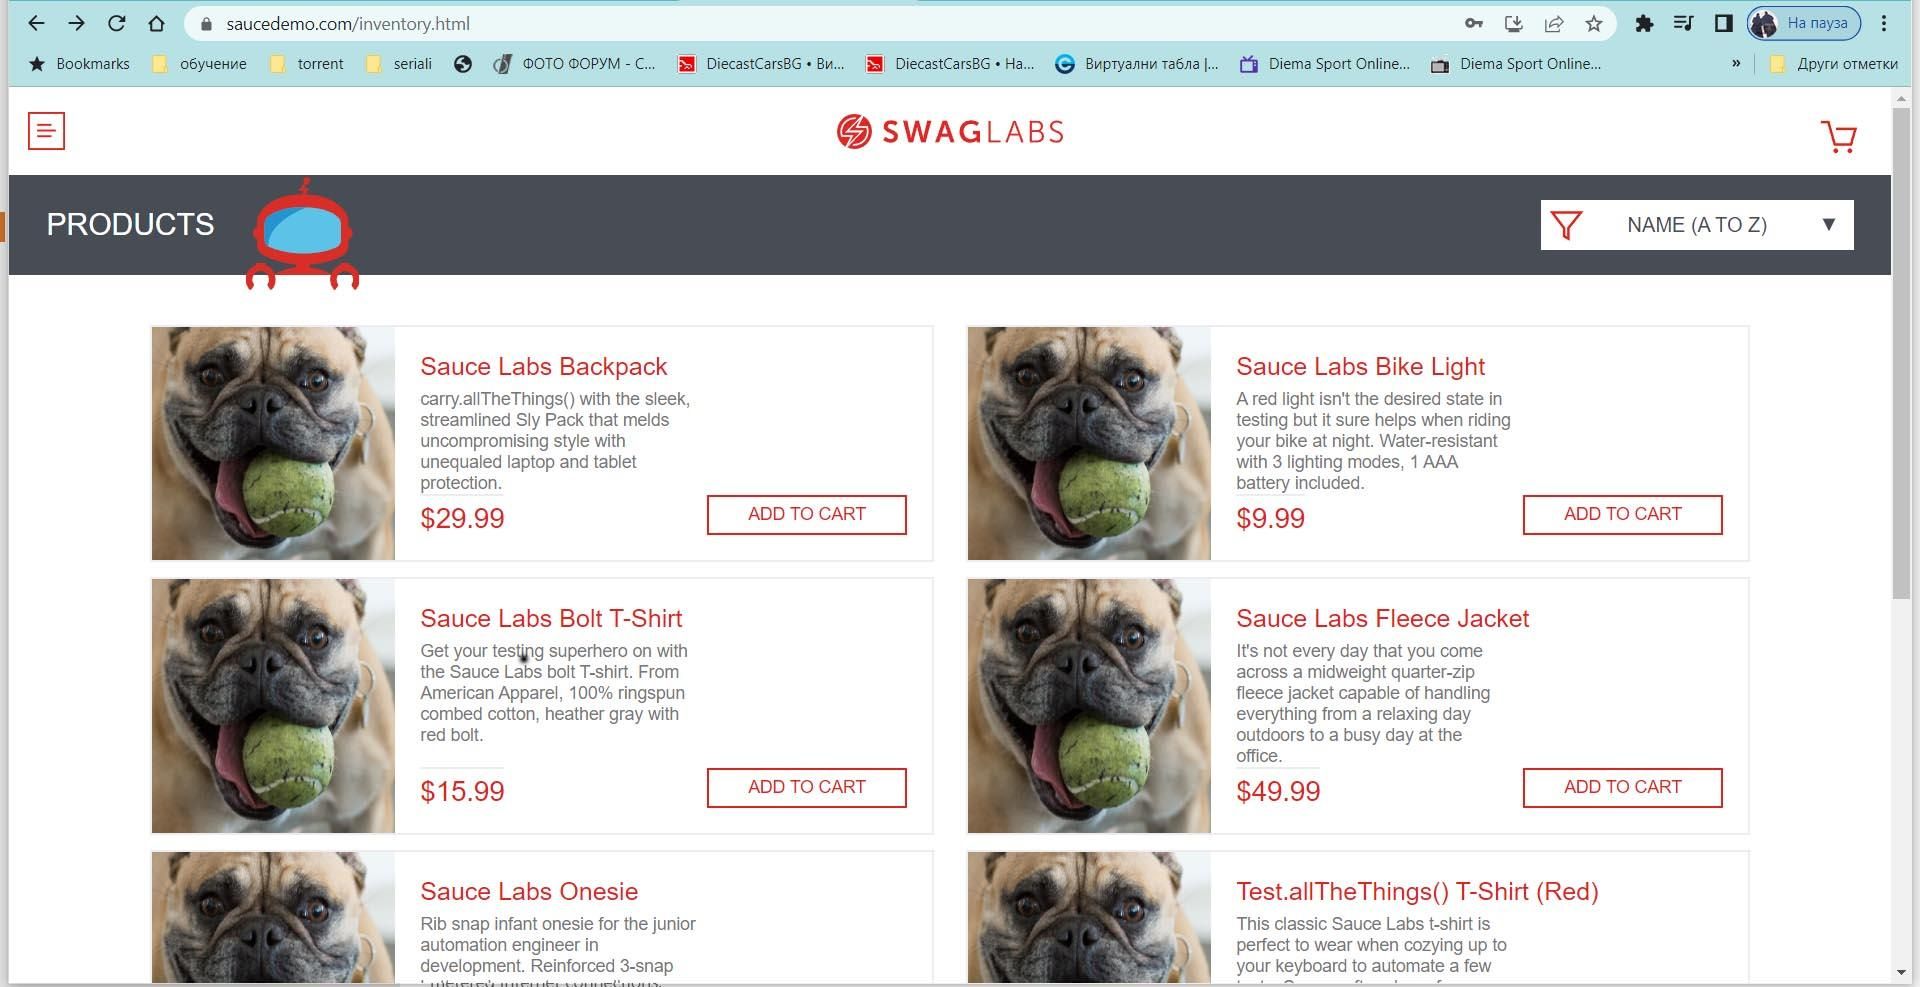 saucedemo.com/inventory.html
На пауза
Bookmarks
обучение
torrent
seriali
ФОТО ФОРУМ - С...
DiecastCarsBG • Ви...
DiecastCarsBG • На...
Виртуални табла |...
Diema Sport Online...
Diema Sport Online...
»
Други отметки
SWAGLABS
PRODUCTS
NAME (A TO Z)
Sauce Labs Backpack
carry.allTheThings() with the sleek,
streamlined Sly Pack that melds
uncompromising style with
unequaled laptop and tablet
protection.
$29.99
ADD TO CART
Sauce Labs Bike Light
A red light isn't the desired state in
testing but it sure helps when riding
your bike at night. Water-resistant
with 3 lighting modes, 1 AAA
battery included.
$9.99
ADD TO CART
Sauce Labs Bolt T-Shirt
Get your testing superhero on with
the Sauce Labs bolt T-shirt. From
American Apparel, 100% ringspun
combed cotton, heather gray with
red bolt.
$15.99
ADD TO CART
Sauce Labs Fleece Jacket
It's not every day that you come
across a midweight quarter-zip
fleece jacket capable of handling
everything from a relaxing day
outdoors to a busy day at the
office.
$49.99
ADD TO CART
Sauce Labs Onesie
Rib snap infant onesie for the junior
automation engineer in
development. Reinforced 3-snap
Test.allTheThings() T-Shirt (Red)
This classic Sauce Labs t-shirt is
perfect to wear when cozying up to
your keyboard to automate a few